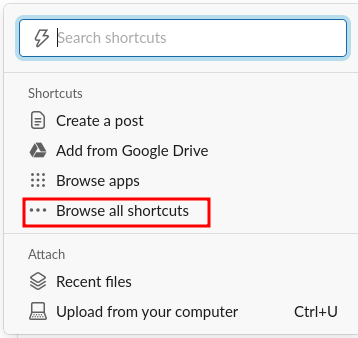 Search shortcuts
Shortcuts
Create a post
Add from Google Drive
Browse apps
Browse all shortcuts
Attach
Recent files
Upload from your computer Ctrl+U